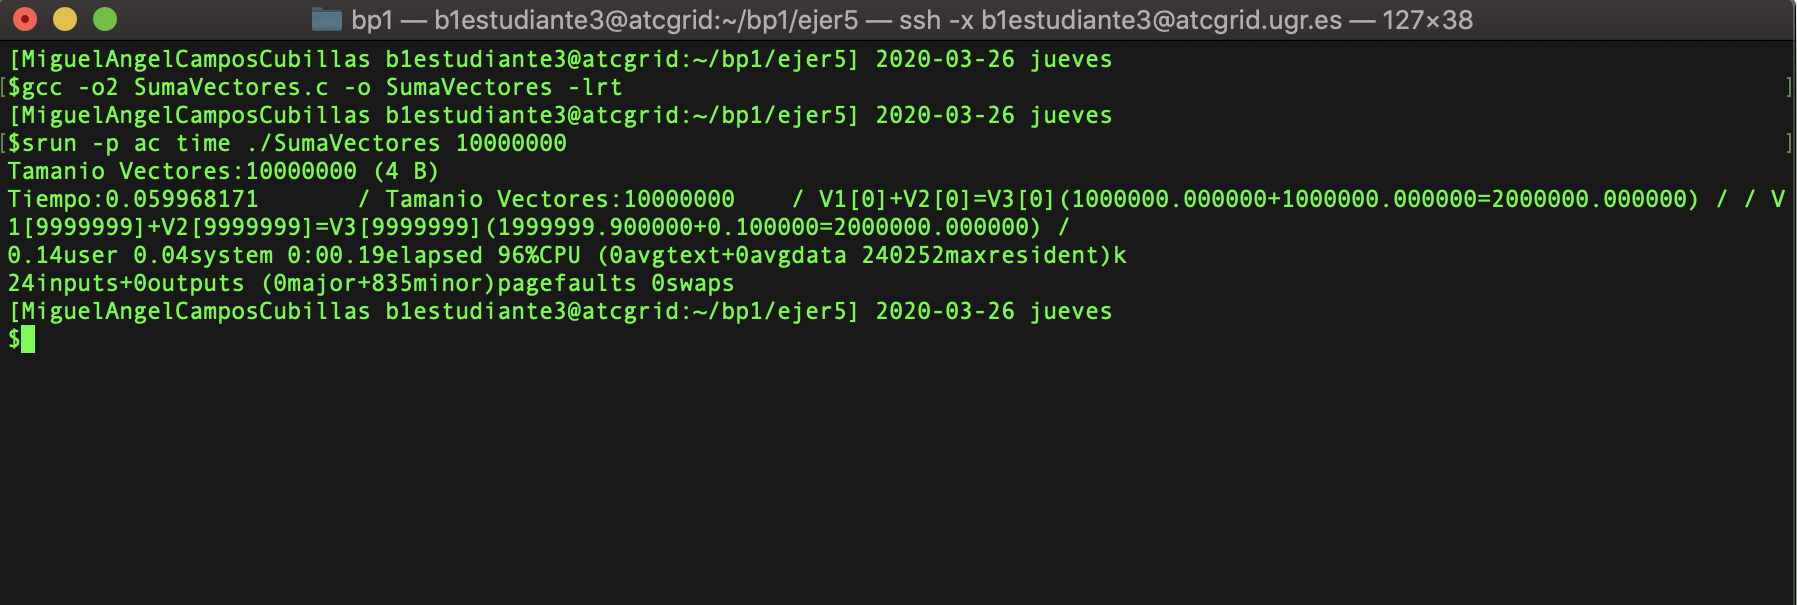 bp1 — b1estudiante3@atcgrid:~/bp1/ejer5 — ssh -x b1estudiante3@atcgrid.ugr.es — 127×38
[MiguelAngelCamposCubillas b1estudiante3@atcgrid:~/bp1/ejer5] 2020-03-26 jueves
[$gcc -o2 SumaVectores.c -o SumaVectores -lrt ]
[MiguelAngelCamposCubillas b1estudiante3@atcgrid:~/bp1/ejer5] 2020-03-26 jueves
[$srun -p ac time ./SumaVectores 10000000 ]
Tamanio Vectores:10000000 (4 B)
Tiempo:0.059968171 / Tamanio Vectores:10000000 / V1[0]+V2[0]=V3[0](1000000.000000+1000000.000000=2000000.000000) / / V
1[9999999]+V2[9999999]=V3[9999999](1999999.900000+0.100000=2000000.000000) /
0.14user 0.04system 0:00.19elapsed 96%CPU (0avgtext+0avgdata 240252maxresident)k
24inputs+0outputs (0major+835minor)pagefaults 0swaps
[MiguelAngelCamposCubillas b1estudiante3@atcgrid:~/bp1/ejer5] 2020-03-26 jueves
$